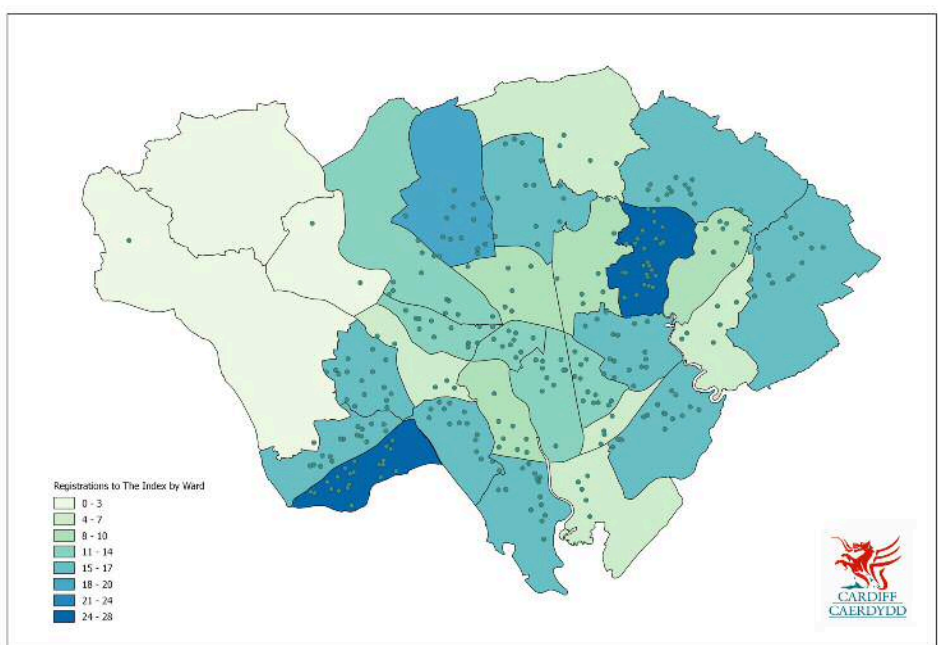 Registrations to The Index by Ward
0 - 3
4 - 7
8 - 10
11 - 14
15 - 17
18 - 20
21 - 24
24 - 28
CARDIFF
CAERDYDD